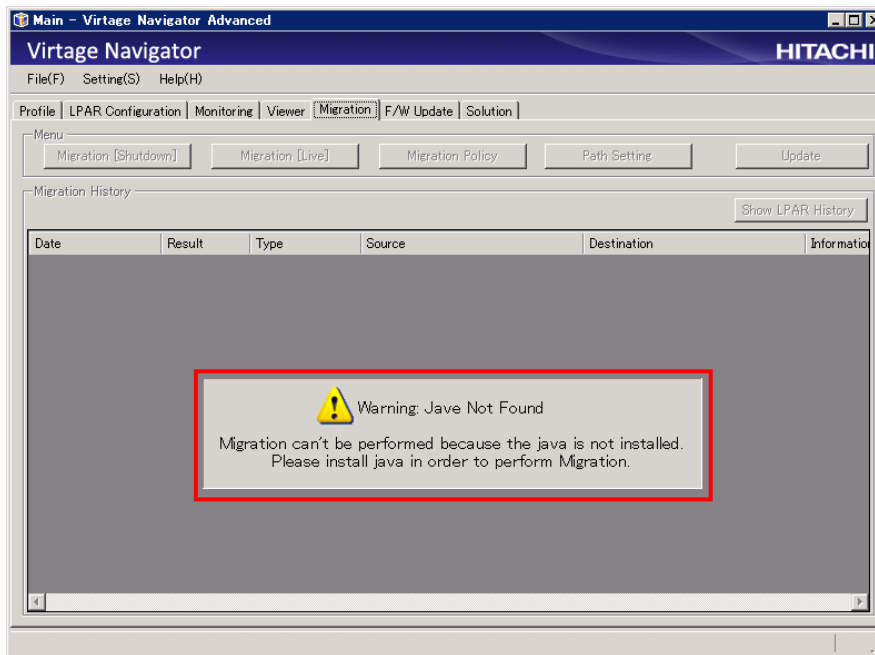 Main - Virtage Navigator Advanced
Virtage Navigator
HITACHI
File(F) Setting(S) Help(H)
Profile LPAR Configuration Monitoring Viewer Migration F/W Update Solution
Menu
Migration [Shutdown] Migration [Live] Migration Policy Path Setting Update
Migration History
Show LPAR History
Date Result Type Source Destination Information
Warning: Jave Not Found
Migration can't be performed because the java is not installed.
Please install java in order to perform Migration.